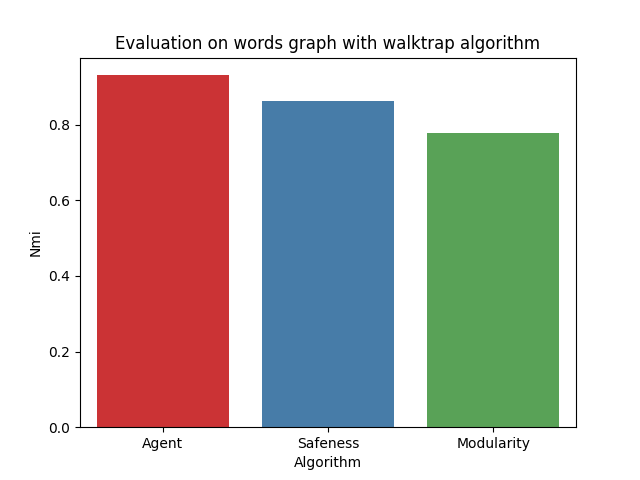 Evaluation on words graph with walktrap algorithm
Nmi
0.8
0.6
0.4
0.2
0.0
Agent Safeness Modularity
Algorithm